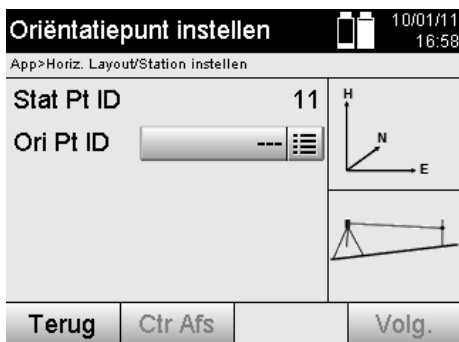 Oriëntatiepunt instellen
10/01/11
16:58
App>Horiz. Layout/Station instellen
Stat Pt ID 11
Ori Pt ID ---
H
N
E
Terug Ctr Afs Volg.